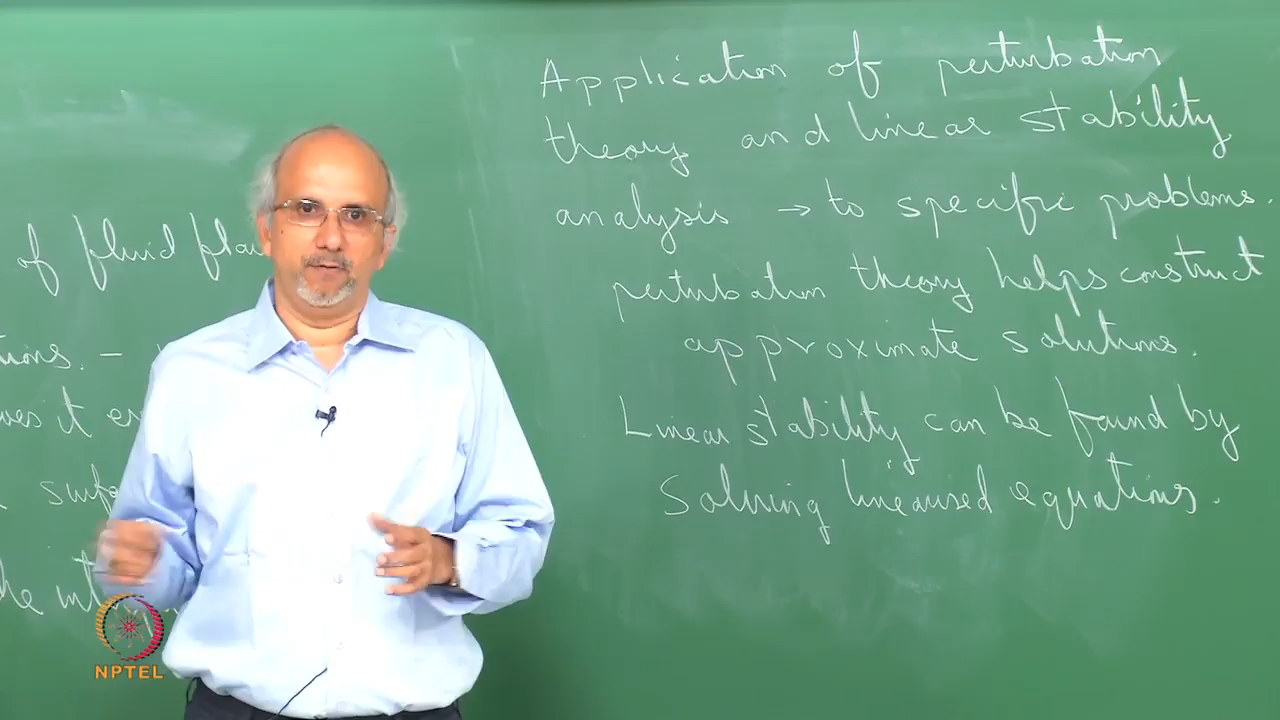 of fluid
Application of perturbation
theory and linear stability
analysis → to specific problems.
perturbation theory helps construct
approximate solutions.
Linear stability can be found by
Solving linearised equations.
NPTEL